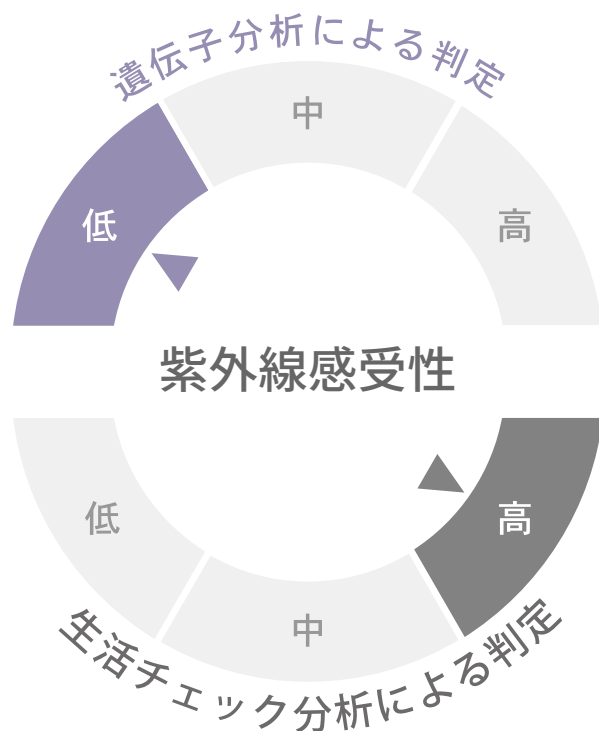 遺伝子分析による判定
中
低
高
紫外線感受性
低
高
中
生活チェック分析による判定